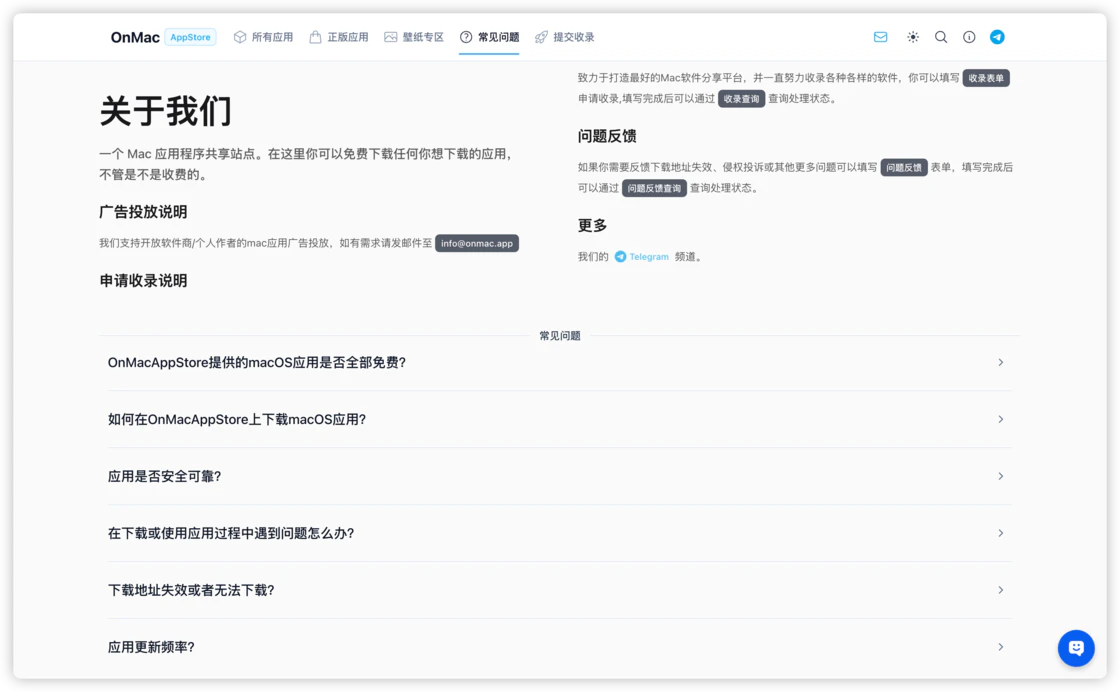 OnMac AppStore 所有应用 正版应用 壁纸专区 常见问题 提交收录
关于我们
一个 Mac 应用程序共享站点。在这里你可以免费下载任何你想下载的应用，
不管是不是收费的。
广告投放说明
我们支持开放软件商/个人作者的mac应用广告投放，如有需求请发邮件至 info@onmac.app
申请收录说明
致力于打造最好的Mac软件分享平台，并一直努力收录各种各样的软件，你可以填写 收录表单
申请收录,填写完成后可以通过 收录查询 查询处理状态。
问题反馈
如果你需要反馈下载地址失效、侵权投诉或其他更多问题可以填写 问题反馈 表单，填写完成后
可以通过 问题反馈查询 查询处理状态。
更多
我们的 Telegram 频道。
常见问题
OnMacAppStore提供的macOS应用是否全部免费?
如何在OnMacAppStore上下载macOS应用?
应用是否安全可靠?
在下载或使用应用过程中遇到问题怎么办?
下载地址失效或者无法下载?
应用更新频率?